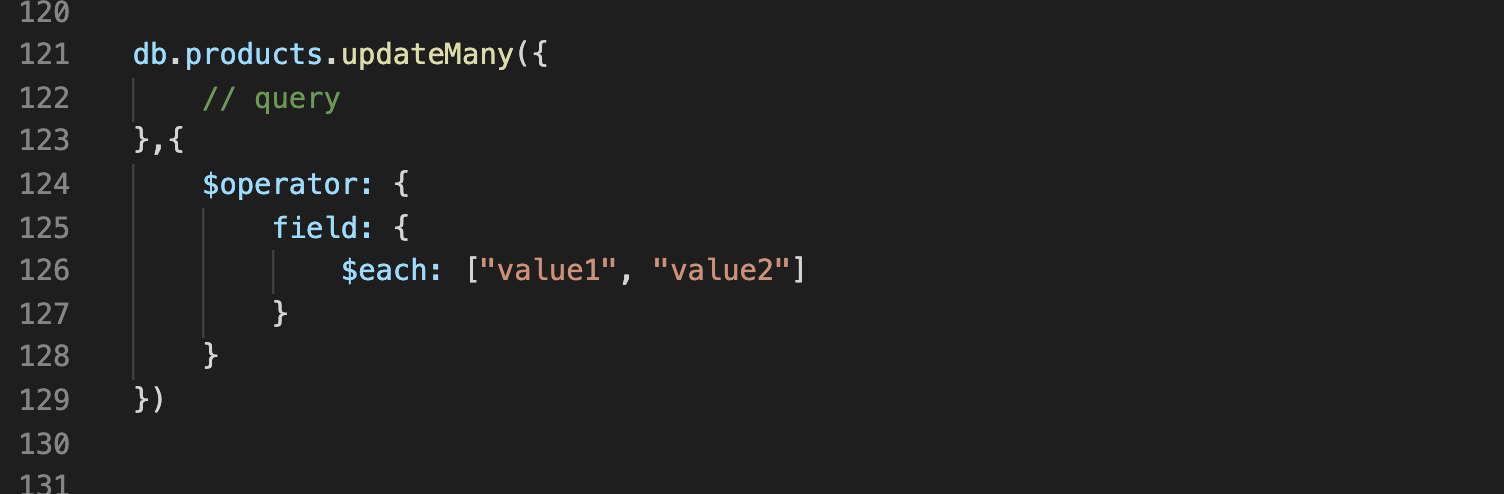 120
121 db.products.updateMany({
122 // query
123 },{
124 $operator: {
125 field: {
126 $each: ["value1", "value2"]
127 }
128 }
129 })
130
131